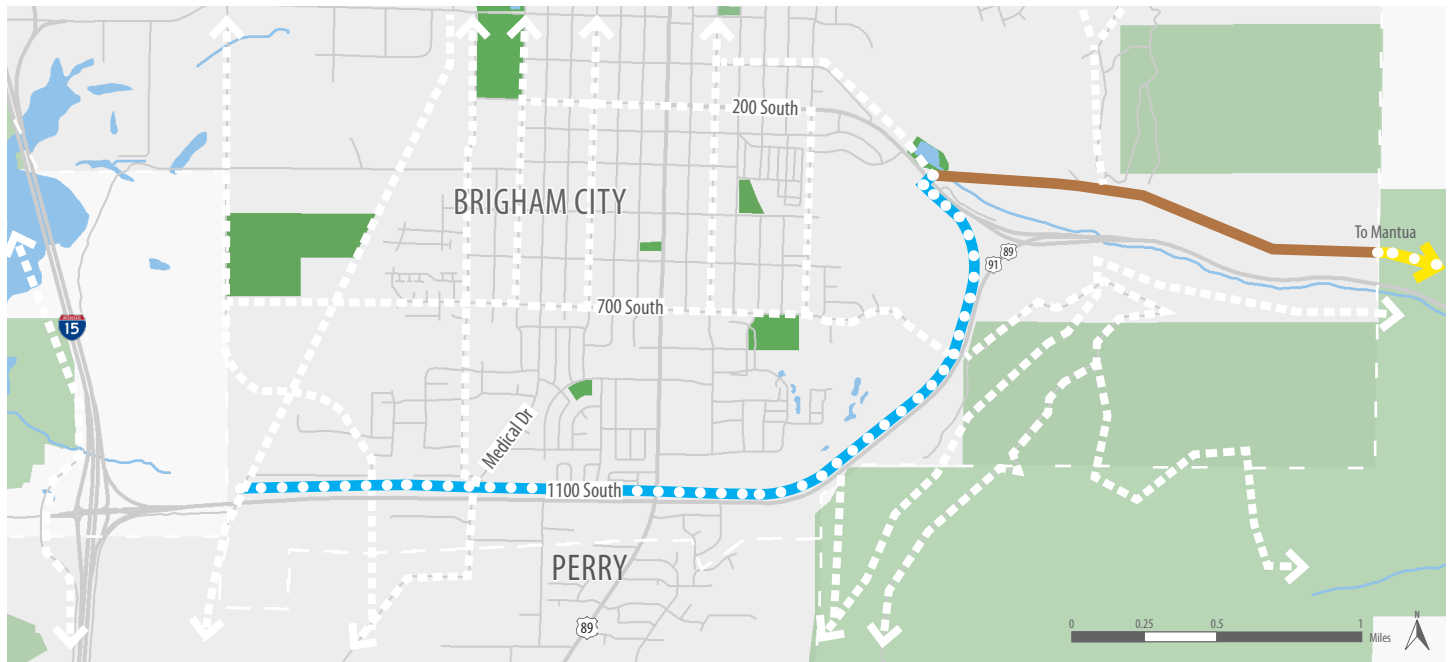 200 South
BRIGHAM CITY
To Mantua
89
91
700 South
INTERSTATE
15
Medical Dr
1100 South
PERRY
89
0 0.25 0.5 1
Miles
N